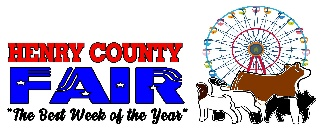 HENRY COUNTY
FAIR
"The Best Week of the Year"